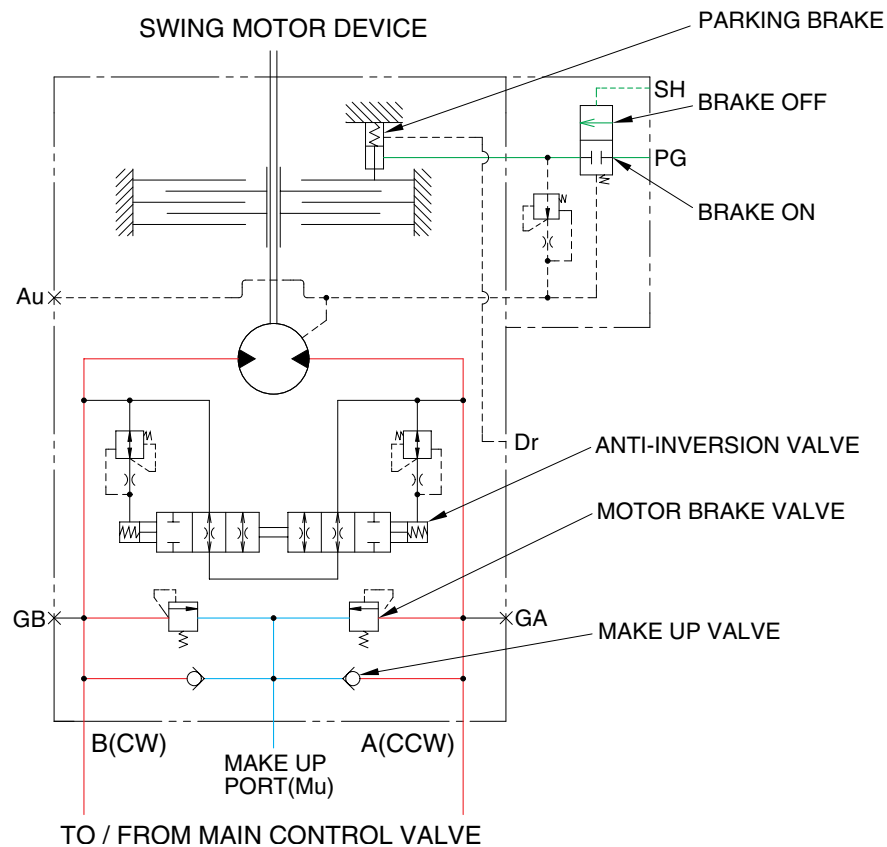 SWING MOTOR DEVICE
PARKING BRAKE
SH
BRAKE OFF
PG
BRAKE ON
Au
Dr
ANTI-INVERSION VALVE
MOTOR BRAKE VALVE
GB
GA
MAKE UP VALVE
B(CW)
A(CCW)
MAKE UP
PORT(Mu)
TO / FROM MAIN CONTROL VALVE